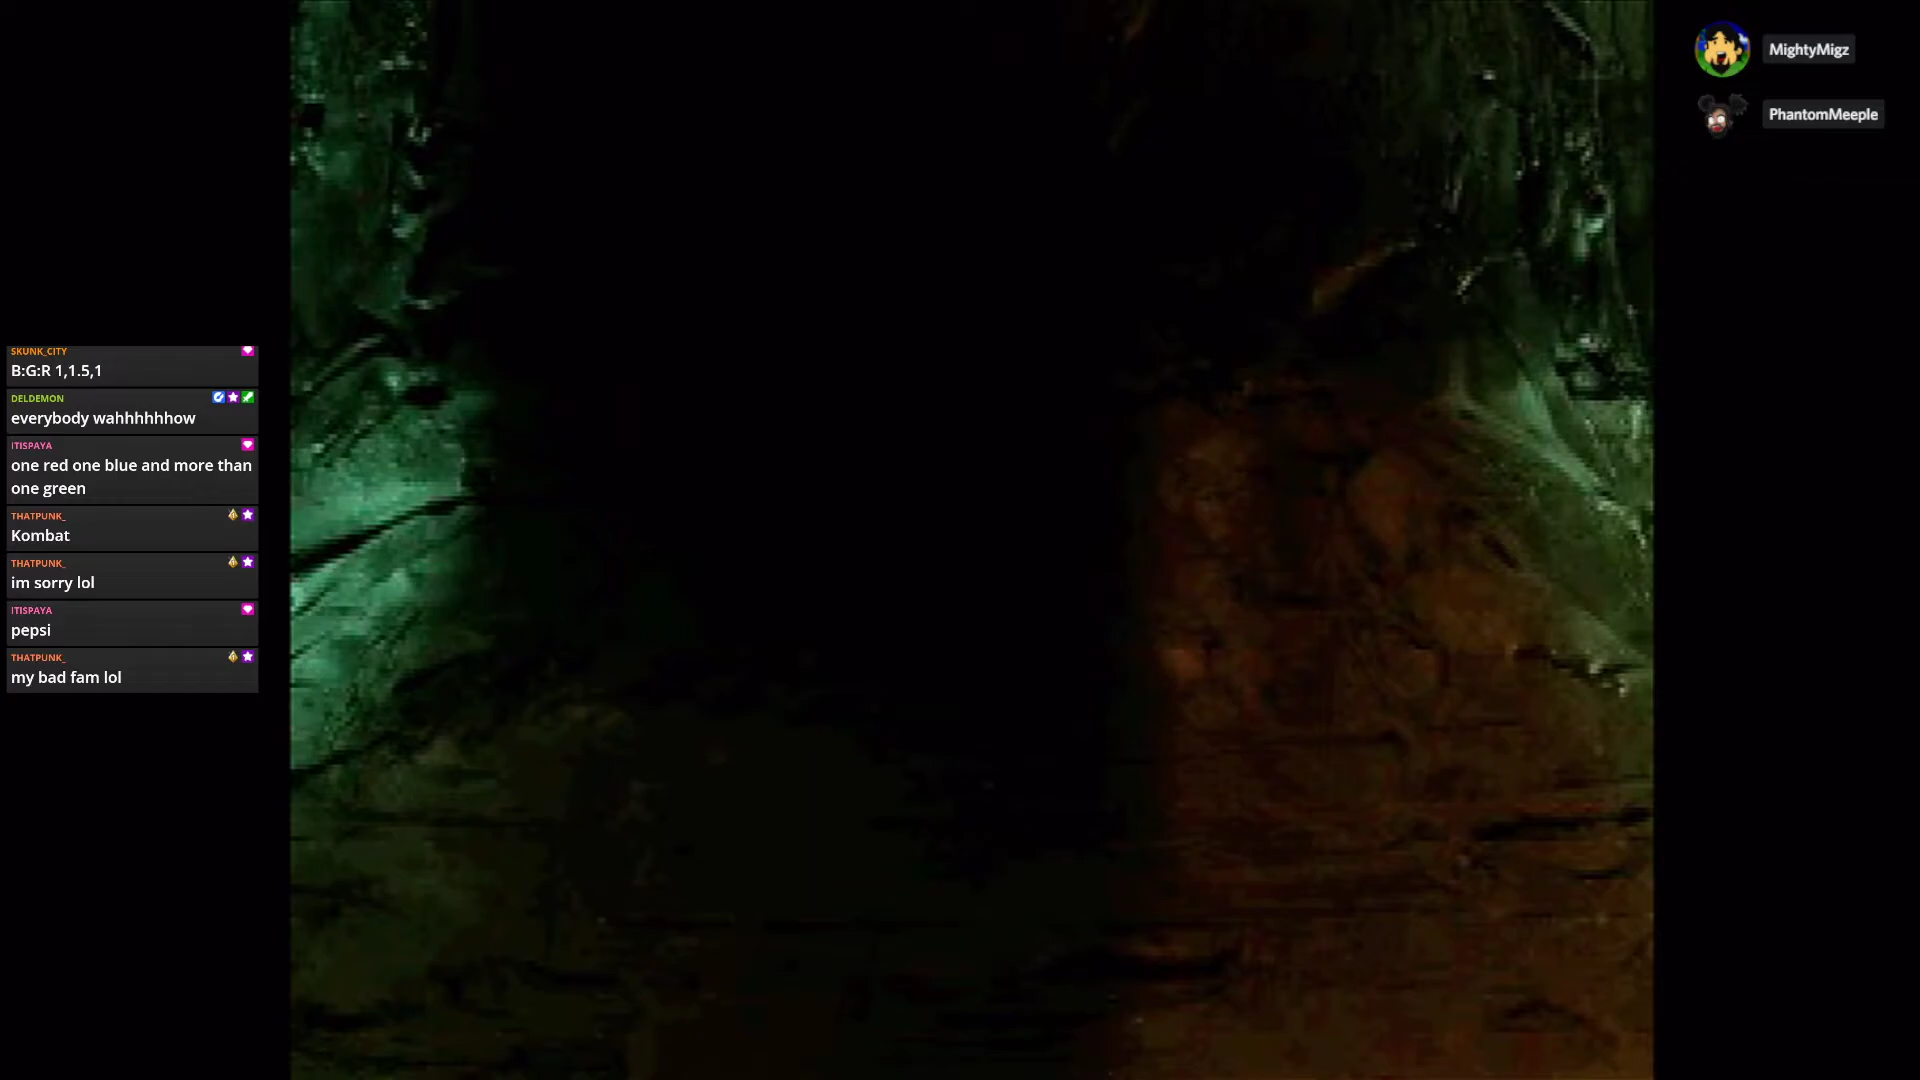 MightyMigz
PhantomMeeple
SKUNK_CITY
B:G:R 1,1.5,1
DELDEMON
everybody wahhhhhhow
ITISPAYA
one red one blue and more than
one green
THATPUNK_
Kombat
THATPUNK_
im sorry lol
ITISPAYA
pepsi
THATPUNK_
my bad fam lol